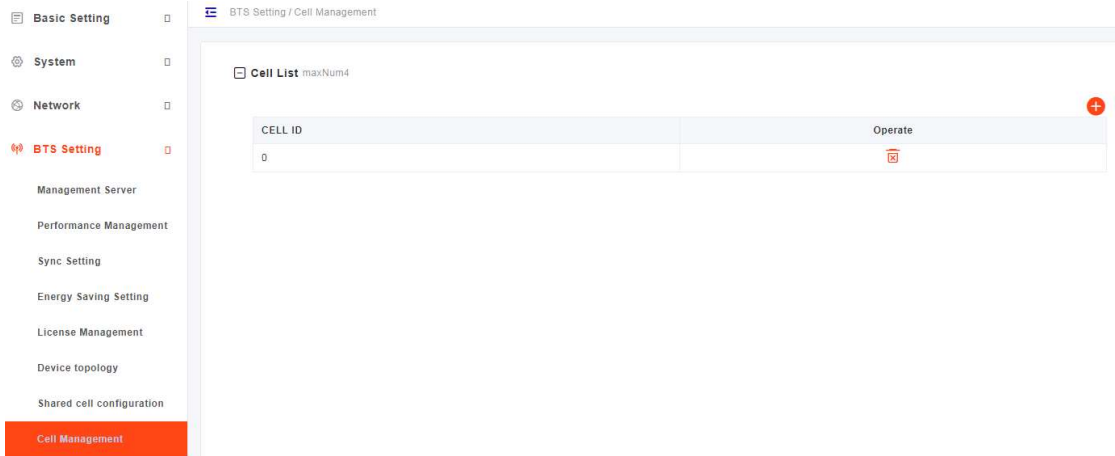 Basic Setting
System
Network
BTS Setting
Management Server
Performance Management
Sync Setting
Energy Saving Setting
License Management
Device topology
Shared cell configuration
Cell Management
BTS Setting / Cell Management
Cell List maxNum4
CELL ID Operate
0